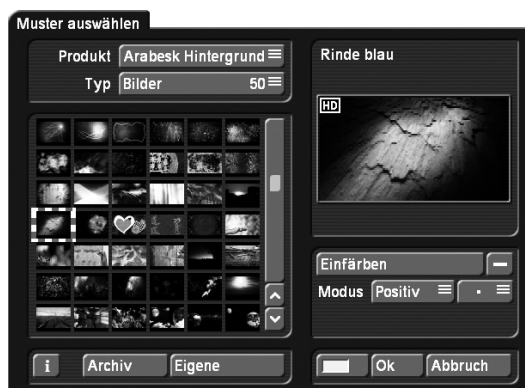 Muster auswählen
Produkt Arabesk Hintergrund
Typ Bilder 50
Rinde blau
HD
Einfärben
Modus Positiv
i Archiv Eigene
Ok Abbruch